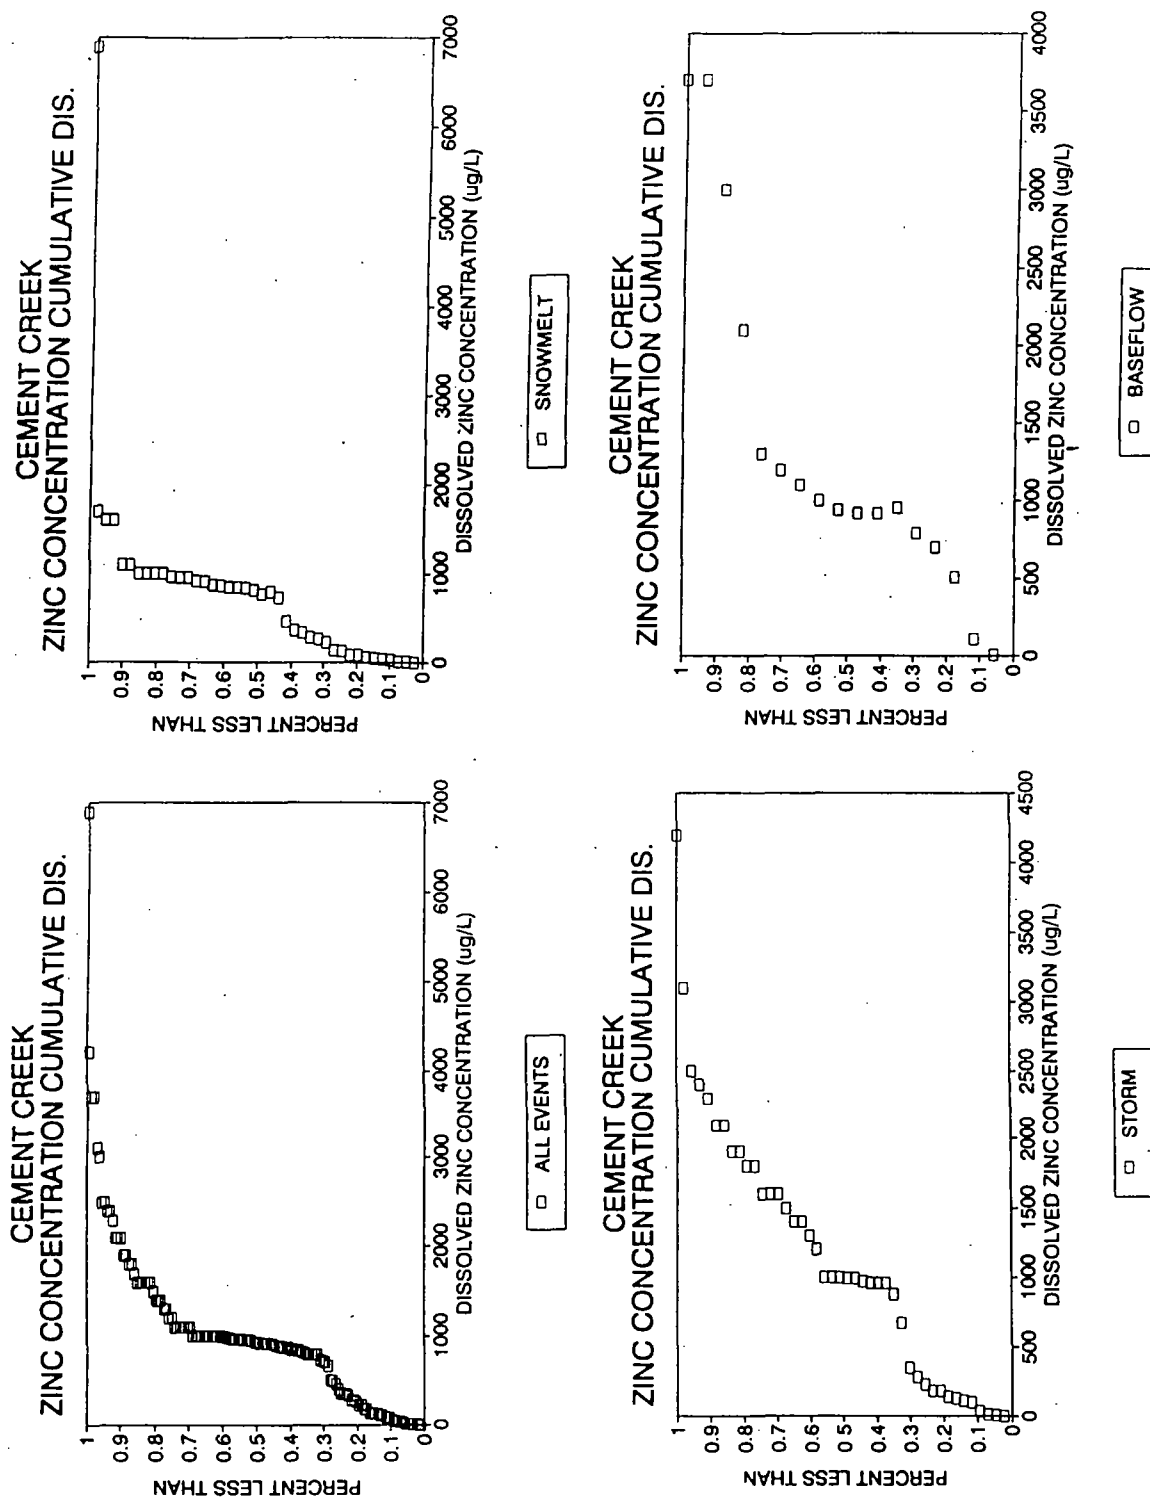 CEMENT CREEK
ZINC CONCENTRATION CUMULATIVE DIS.
PERCENT LESS THAN
1
0.9
0.8
0.7
0.6
0.5
0.4
0.3
0.2
0.1
0
0 1000 2000 3000 4000 5000 6000 7000
DISSOLVED ZINC CONCENTRATION (ug/L)
ALL EVENTS
CEMENT CREEK
ZINC CONCENTRATION CUMULATIVE DIS.
PERCENT LESS THAN
1
0.9
0.8
0.7
0.6
0.5
0.4
0.3
0.2
0.1
0
0 1000 2000 3000 4000 5000 6000 7000
DISSOLVED ZINC CONCENTRATION (ug/L)
SNOWMELT
CEMENT CREEK
ZINC CONCENTRATION CUMULATIVE DIS.
PERCENT LESS THAN
1
0.9
0.8
0.7
0.6
0.5
0.4
0.3
0.2
0.1
0
0 500 1000 1500 2000 2500 3000 3500 4000 4500
DISSOLVED ZINC CONCENTRATION (ug/L)
STORM
CEMENT CREEK
ZINC CONCENTRATION CUMULATIVE DIS.
PERCENT LESS THAN
1
0.9
0.8
0.7
0.6
0.5
0.4
0.3
0.2
0.1
0
0 500 1000 1500 2000 2500 3000 3500 4000
DISSOLVED ZINC CONCENTRATION (ug/L)
BASEFLOW